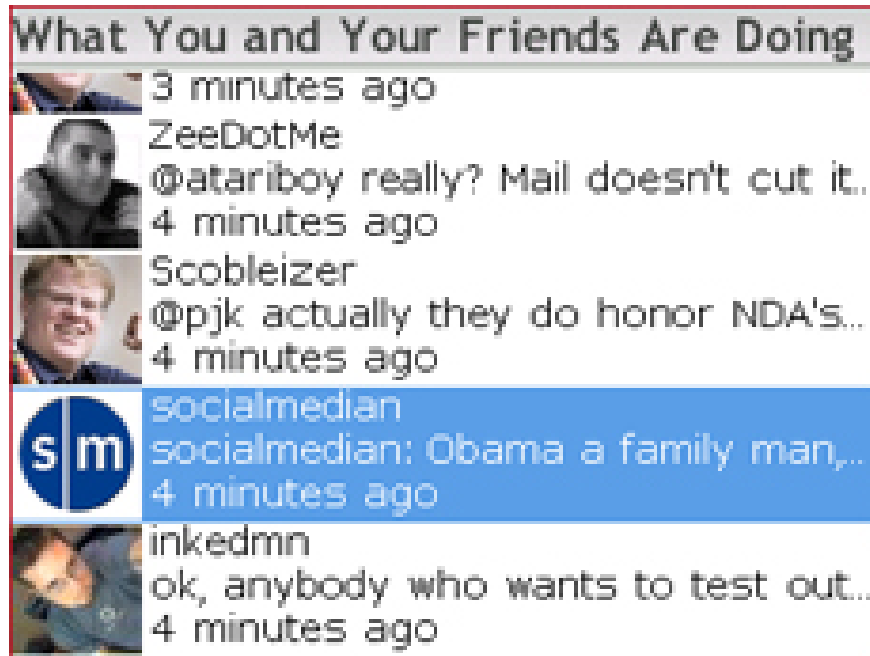 What You and Your Friends Are Doing
3 minutes ago
ZeeDotMe
@atariboy really? Mail doesn't cut it..
4 minutes ago
Scobleizer
@pjk actually they do honor NDA's...
4 minutes ago
s m
socialmedian
socialmedian: Obama a family man,...
4 minutes ago
inkedmn
ok, anybody who wants to test out...
4 minutes ago